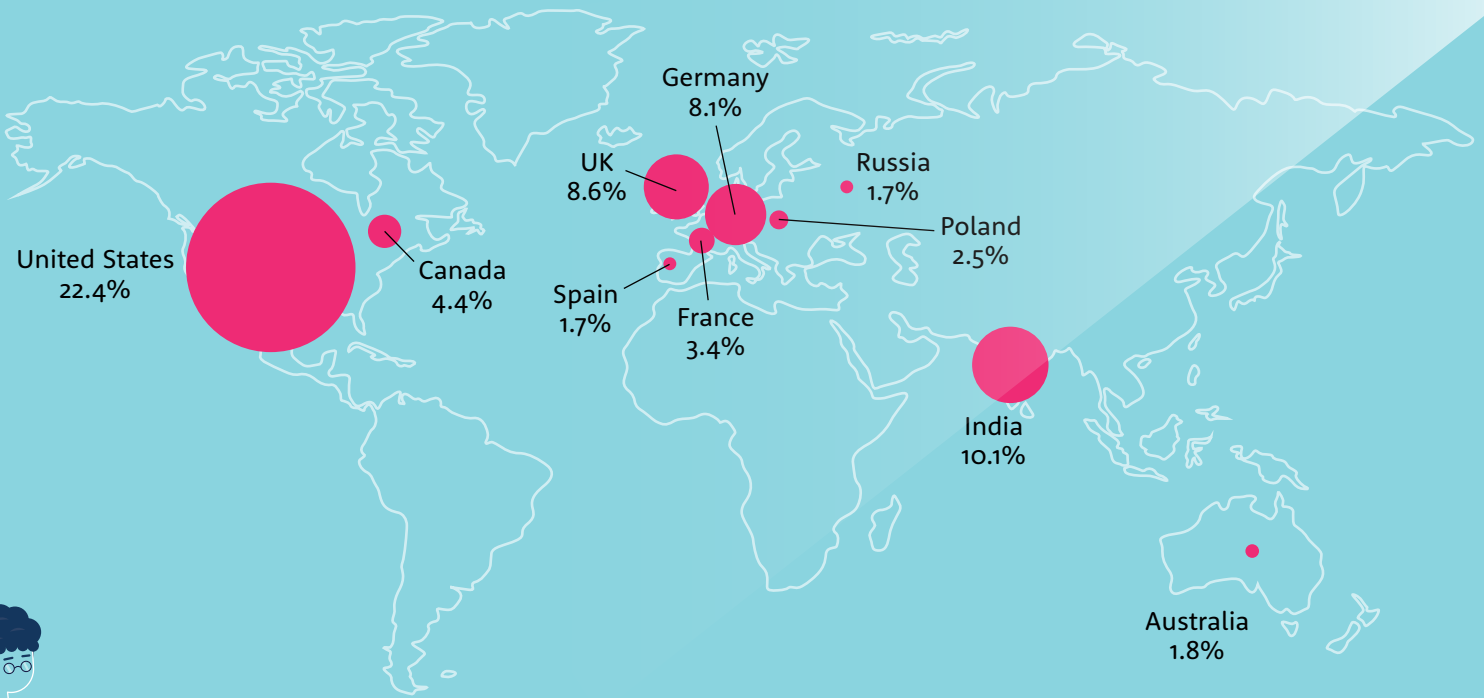 Germany
8.1%
UK
8.6%
Russia
1.7%
Poland
2.5%
United States
22.4%
Canada
4.4%
Spain
1.7%
France
3.4%
India
10.1%
Australia
1.8%